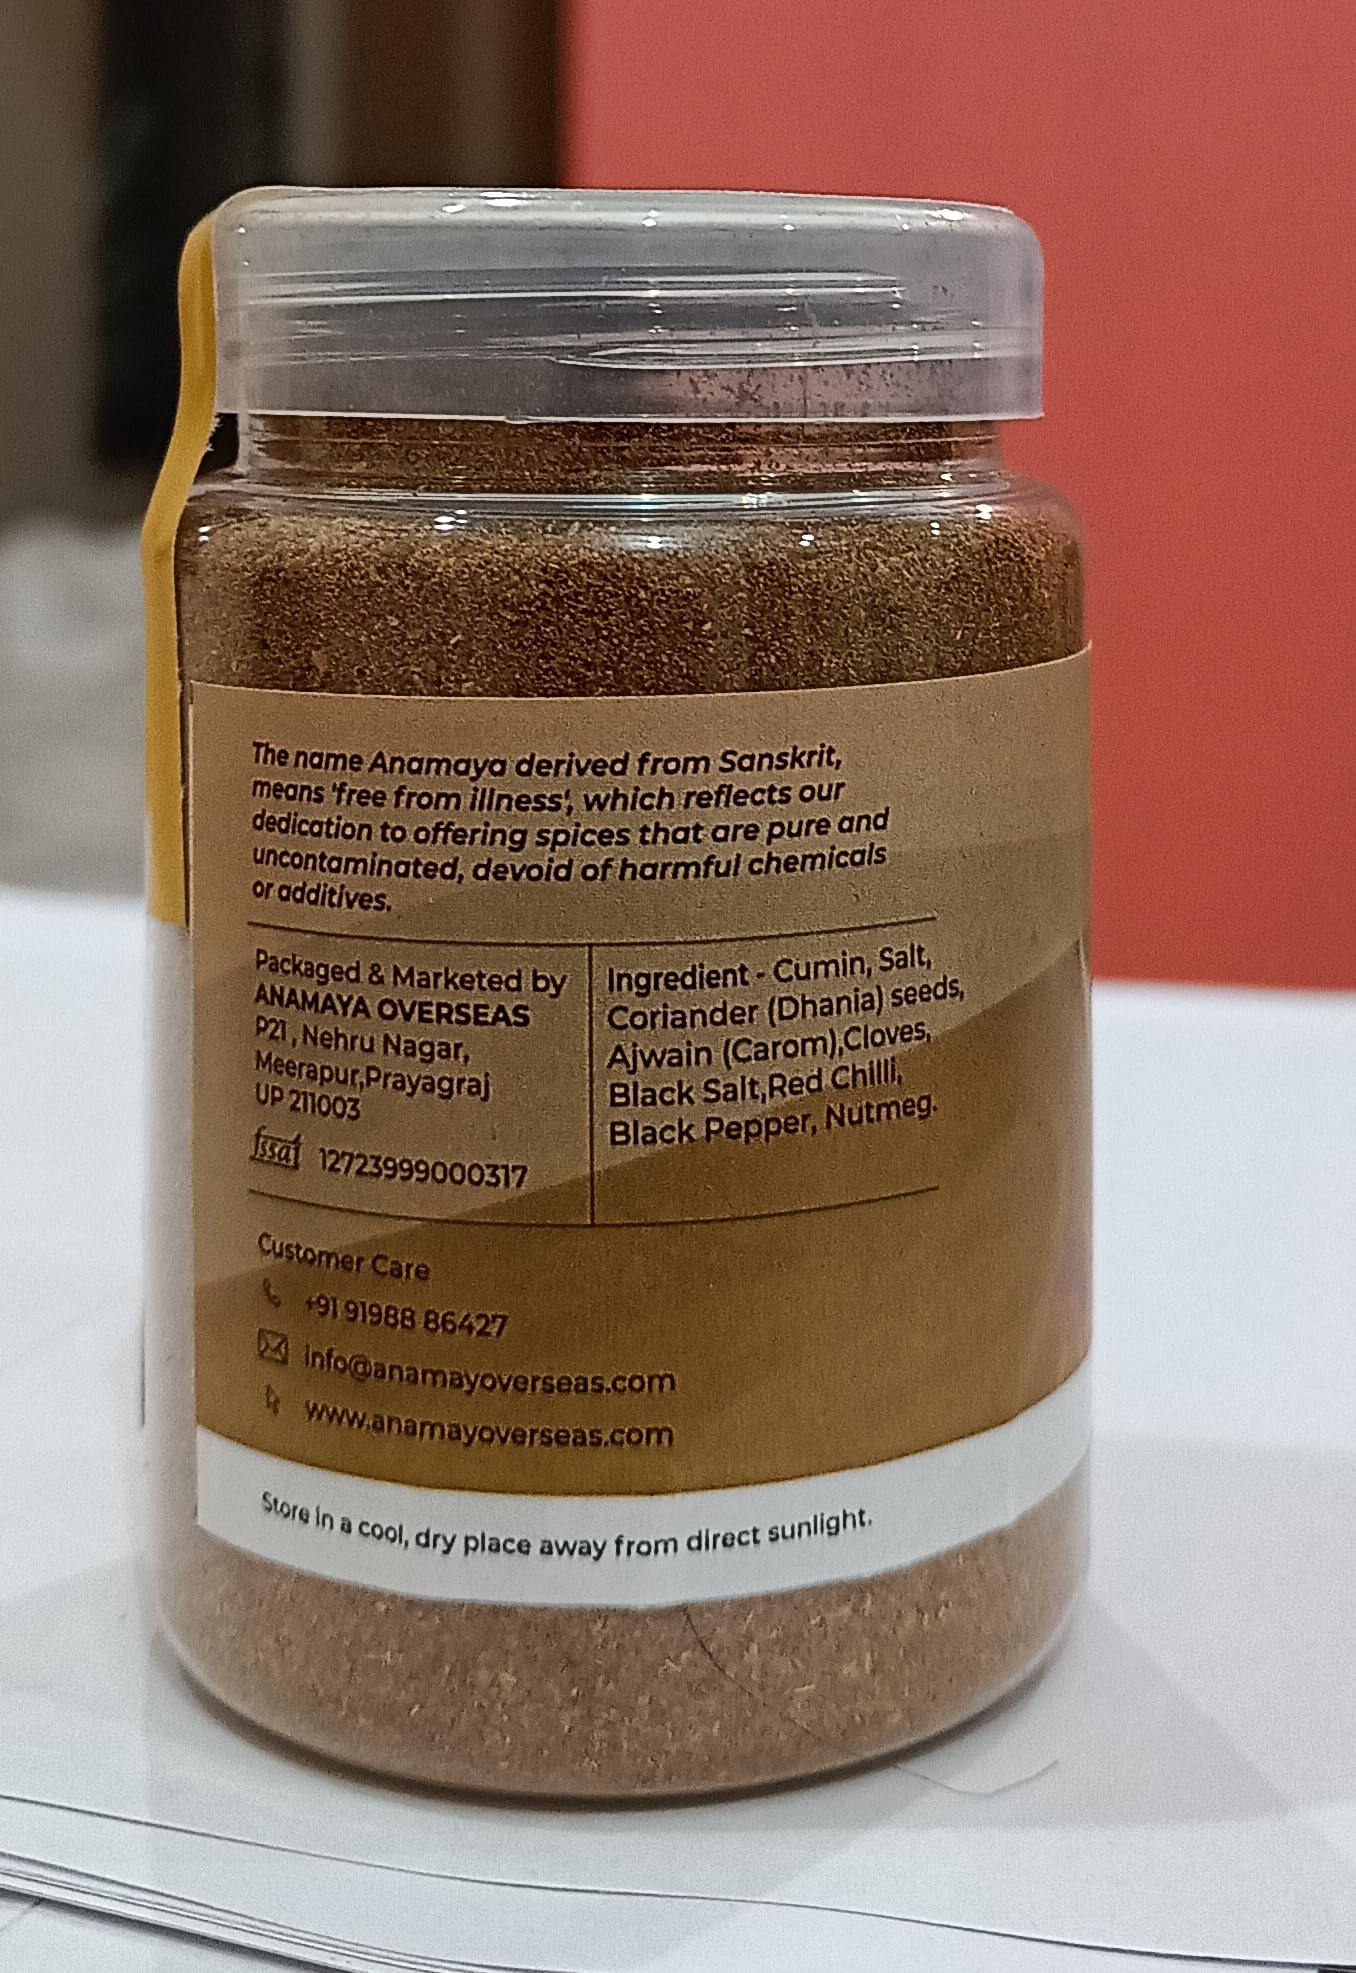 The name Anamaya derived from Sanskrit,
means 'free from illness', which reflects our
dedication to offering spices that are pure and
uncontaminated, devoid of harmful chemicals
or additives.
Packaged & Marketed by
ANAMAYA OVERSEAS
P21 , Nehru Nagar,
Meerapur,Prayagraj
UP 211003
fssai 12723999000317
Ingredient - Cumin, Salt,
Coriander (Dhania) seeds,
Ajwain (Carom),Cloves,
Black Salt,Red Chilli,
Black Pepper, Nutmeg.
Customer Care
+91 91988 86427
info@anamayoverseas.com
www.anamayoverseas.com
Store in a cool, dry place away from direct sunlight.